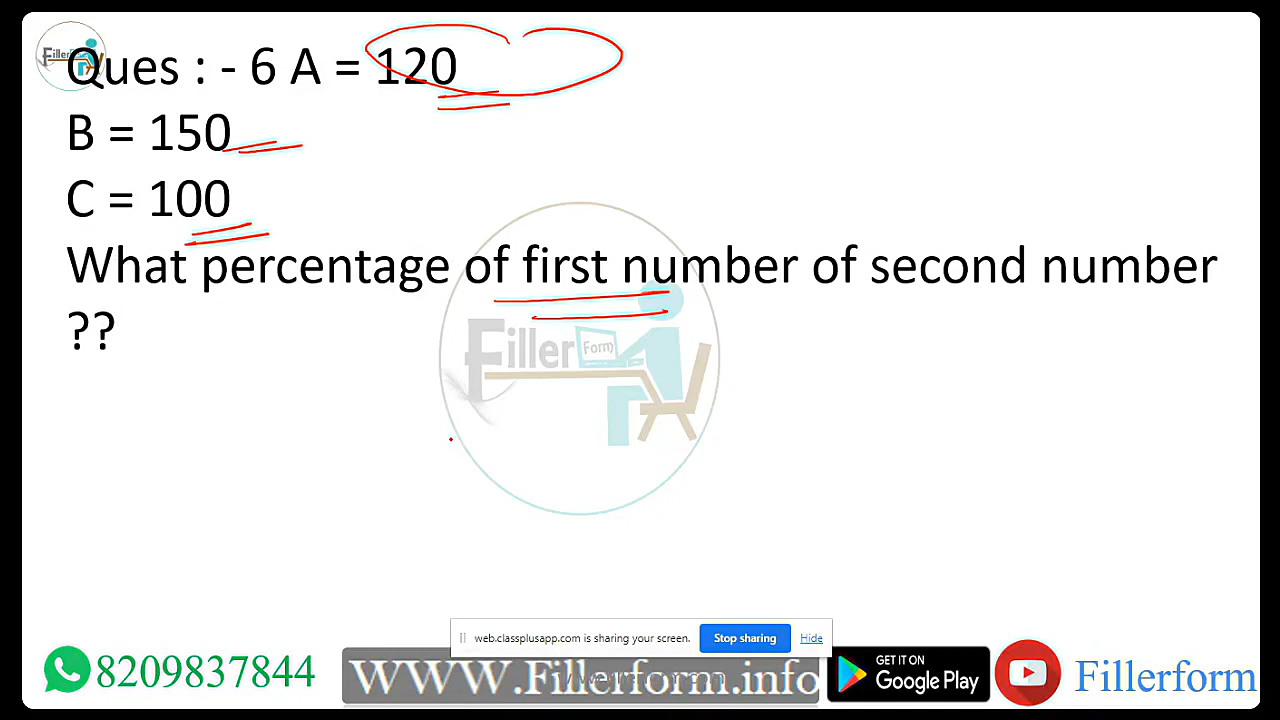 Ques : - 6 A = 120
B = 150
C = 100
What percentage of first number of second number
??
Filler Form
web.classplusapp.com is sharing your screen.
Stop sharing
Hide
8209837844
WWW.Fillerform.info
GET IT ON
Google Play
Fillerform